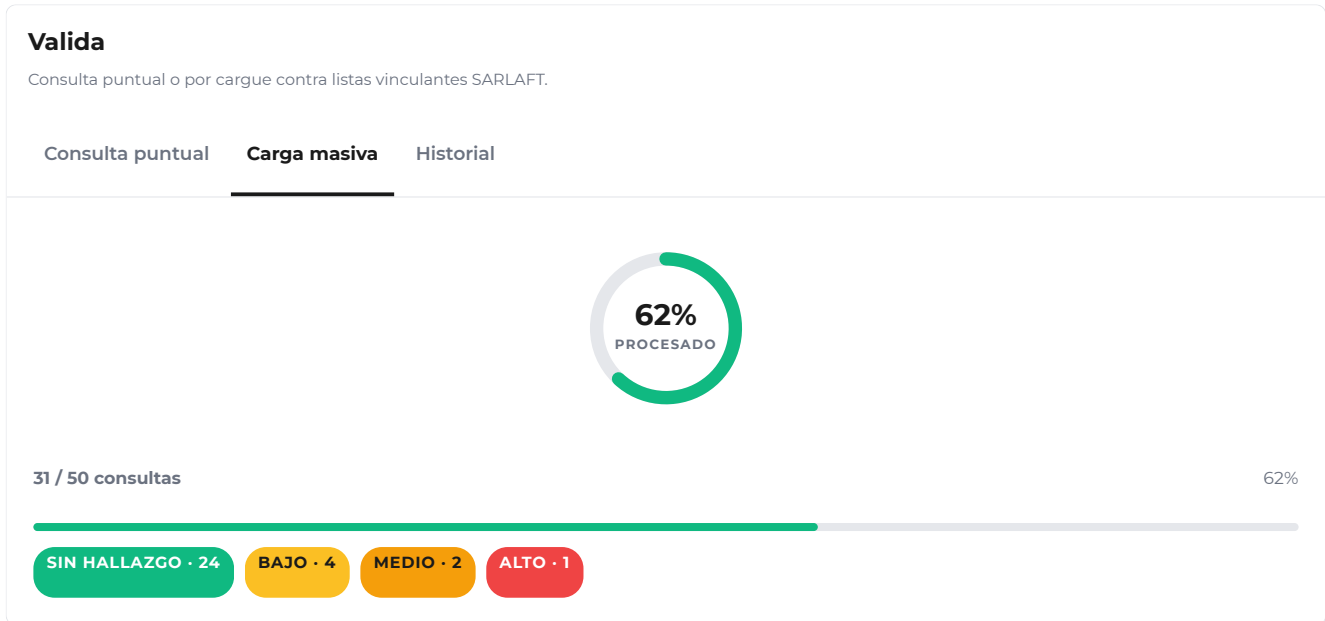 Valida
Consulta puntual o por cargue contra listas vinculantes SARLAFT.
Consulta puntual Carga masiva Historial
62%
PROCESADO
31 / 50 consultas 62%
SIN HALLAZGO · 24 BAJO · 4 MEDIO · 2 ALTO · 1